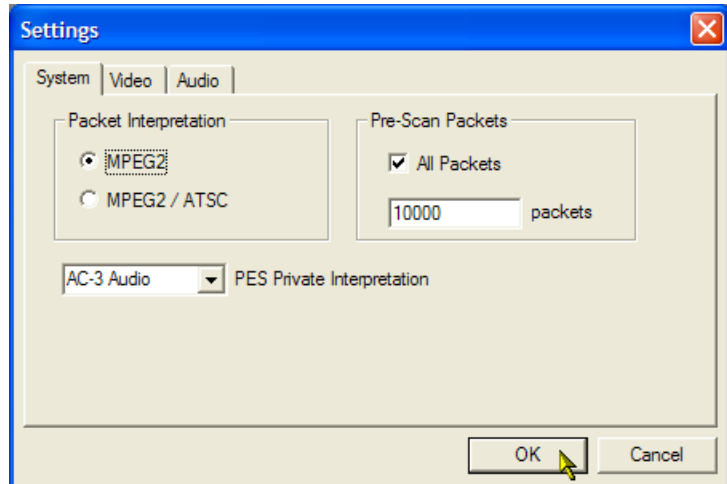 Settings
System Video Audio
Packet Interpretation
MPEG2
MPEG2 / ATSC
Pre-Scan Packets
All Packets
10000 packets
AC-3 Audio PES Private Interpretation
OK Cancel